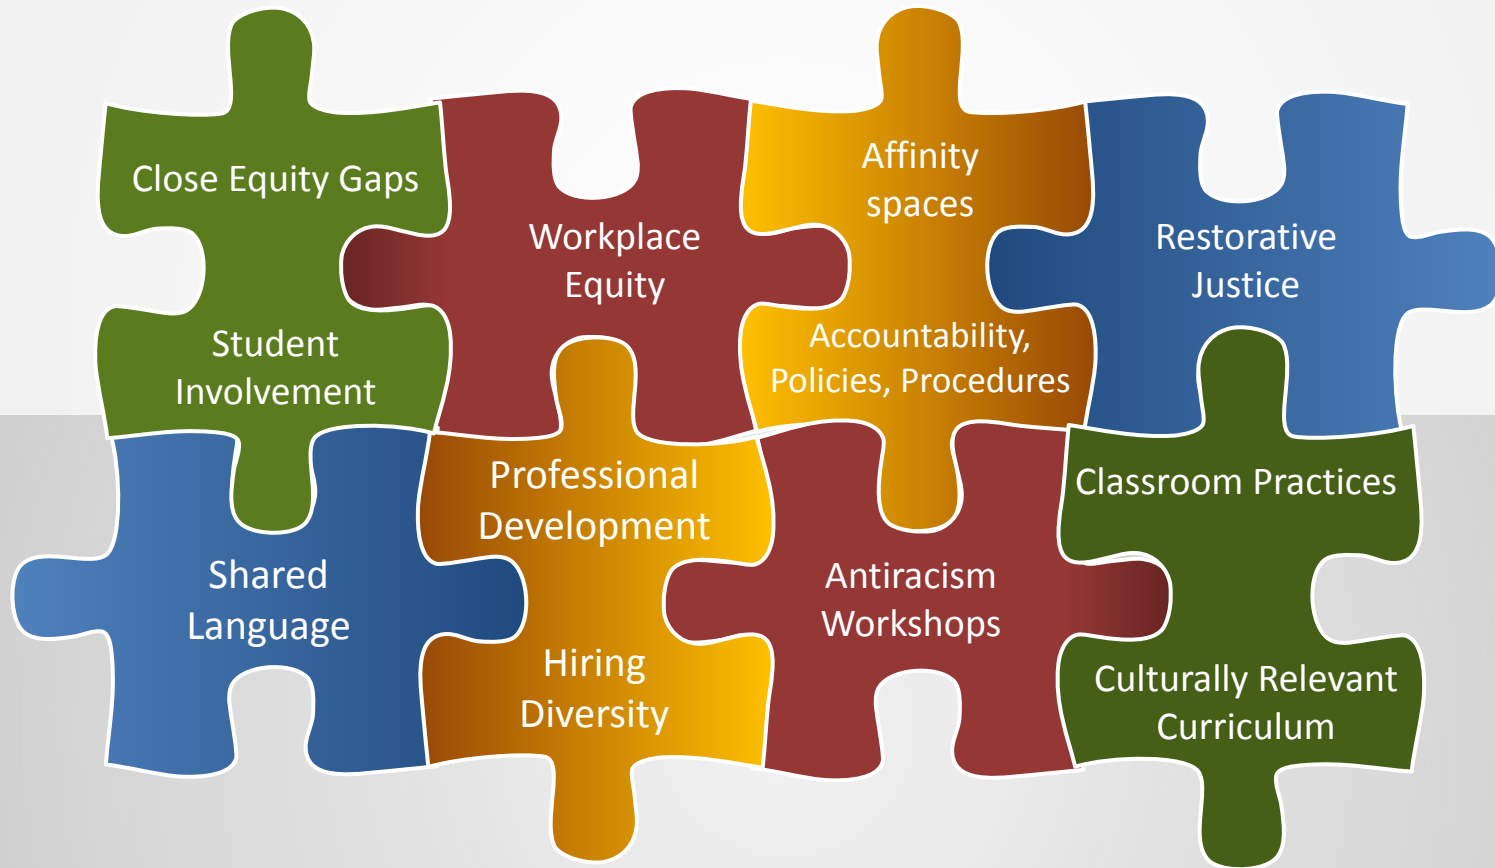 Close Equity Gaps
Student
Involvement
Workplace
Equity
Affinity
spaces
Accountability,
Policies, Procedures
Restorative
Justice
Shared
Language
Professional
Development
Hiring
Diversity
Antiracism
Workshops
Classroom Practices
Culturally Relevant
Curriculum